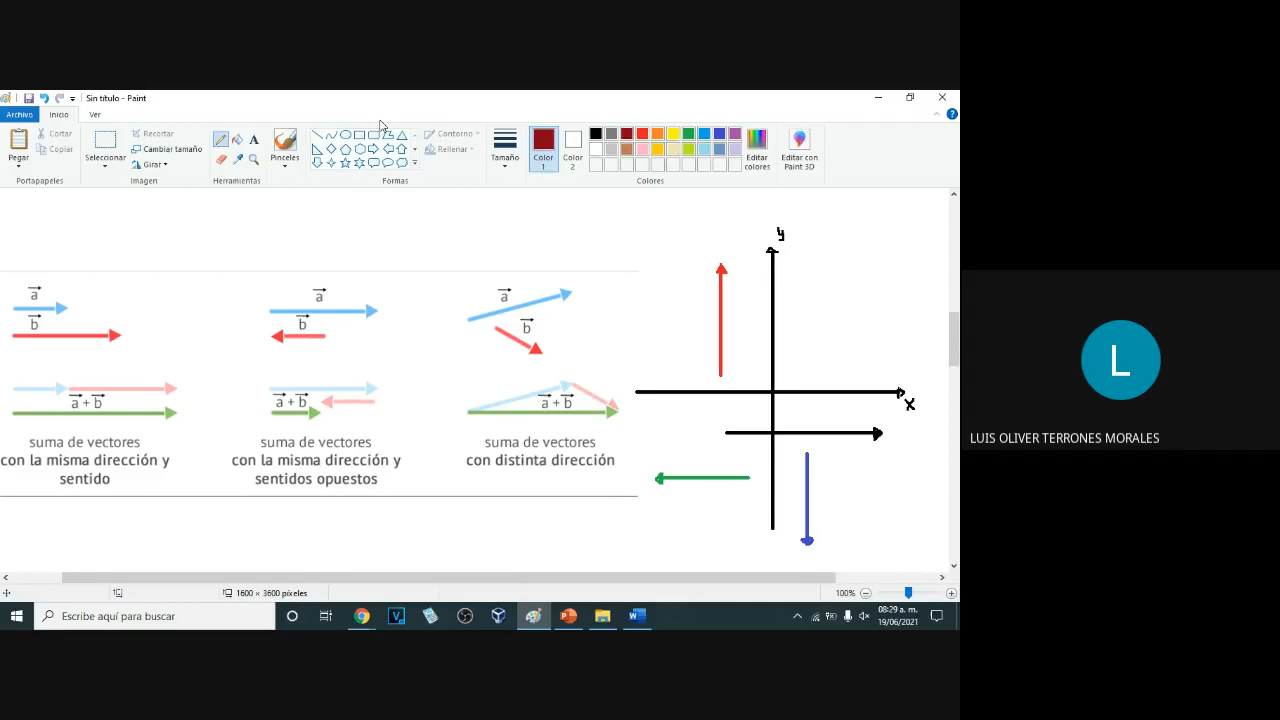 Sin título - Paint
Archivo
Inicio
Ver
Pegar
Cortar
Copiar
Portapapeles
Seleccionar
Recortar
Cambiar tamaño
Girar
Imagen
Herramientas
Pinceles
Contorno
Rellenar
Formas
Tamaño
Color 1
Color 2
Editar colores
Editar con Paint 3D
Colores
y
x
a
b
a + b
suma de vectores
con la misma dirección y
sentido
a
b
a + b
suma de vectores
con la misma dirección y
sentidos opuestos
a
b
a + b
suma de vectores
con distinta dirección
L
LUIS OLIVER TERRONES MORALES
1600 × 3600 píxeles
100%
Escribe aquí para buscar
08:29 a. m.
19/06/2021